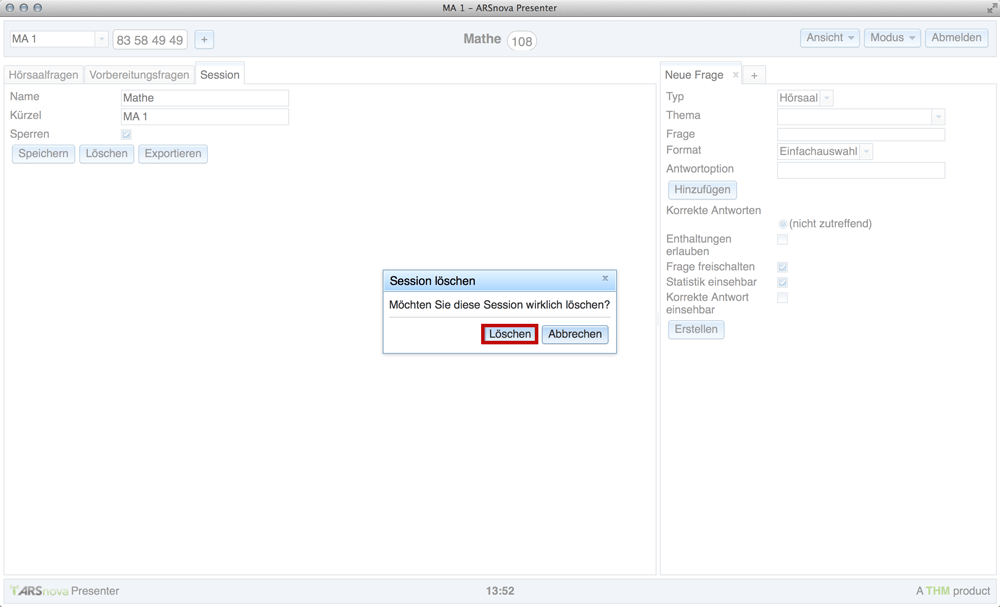 MA 1 – ARSnova Presenter
MA 1 83 58 49 49 + Mathe 108 Ansicht Modus Abmelden
Hörsaalfragen Vorbereitungsfragen Session
Name Mathe
Kürzel MA 1
Sperren
Speichern Löschen Exportieren
Neue Frage x +
Typ Hörsaal
Thema
Frage
Format Einfachauswahl
Antwortoption
Hinzufügen
Korrekte Antworten
(nicht zutreffend)
Enthaltungen
erlauben
Frage freischalten
Statistik einsehbar
Korrekte Antwort
einsehbar
Erstellen
Session löschen x
Möchten Sie diese Session wirklich löschen?
Löschen Abbrechen
ARSnova Presenter 13:52 A THM product